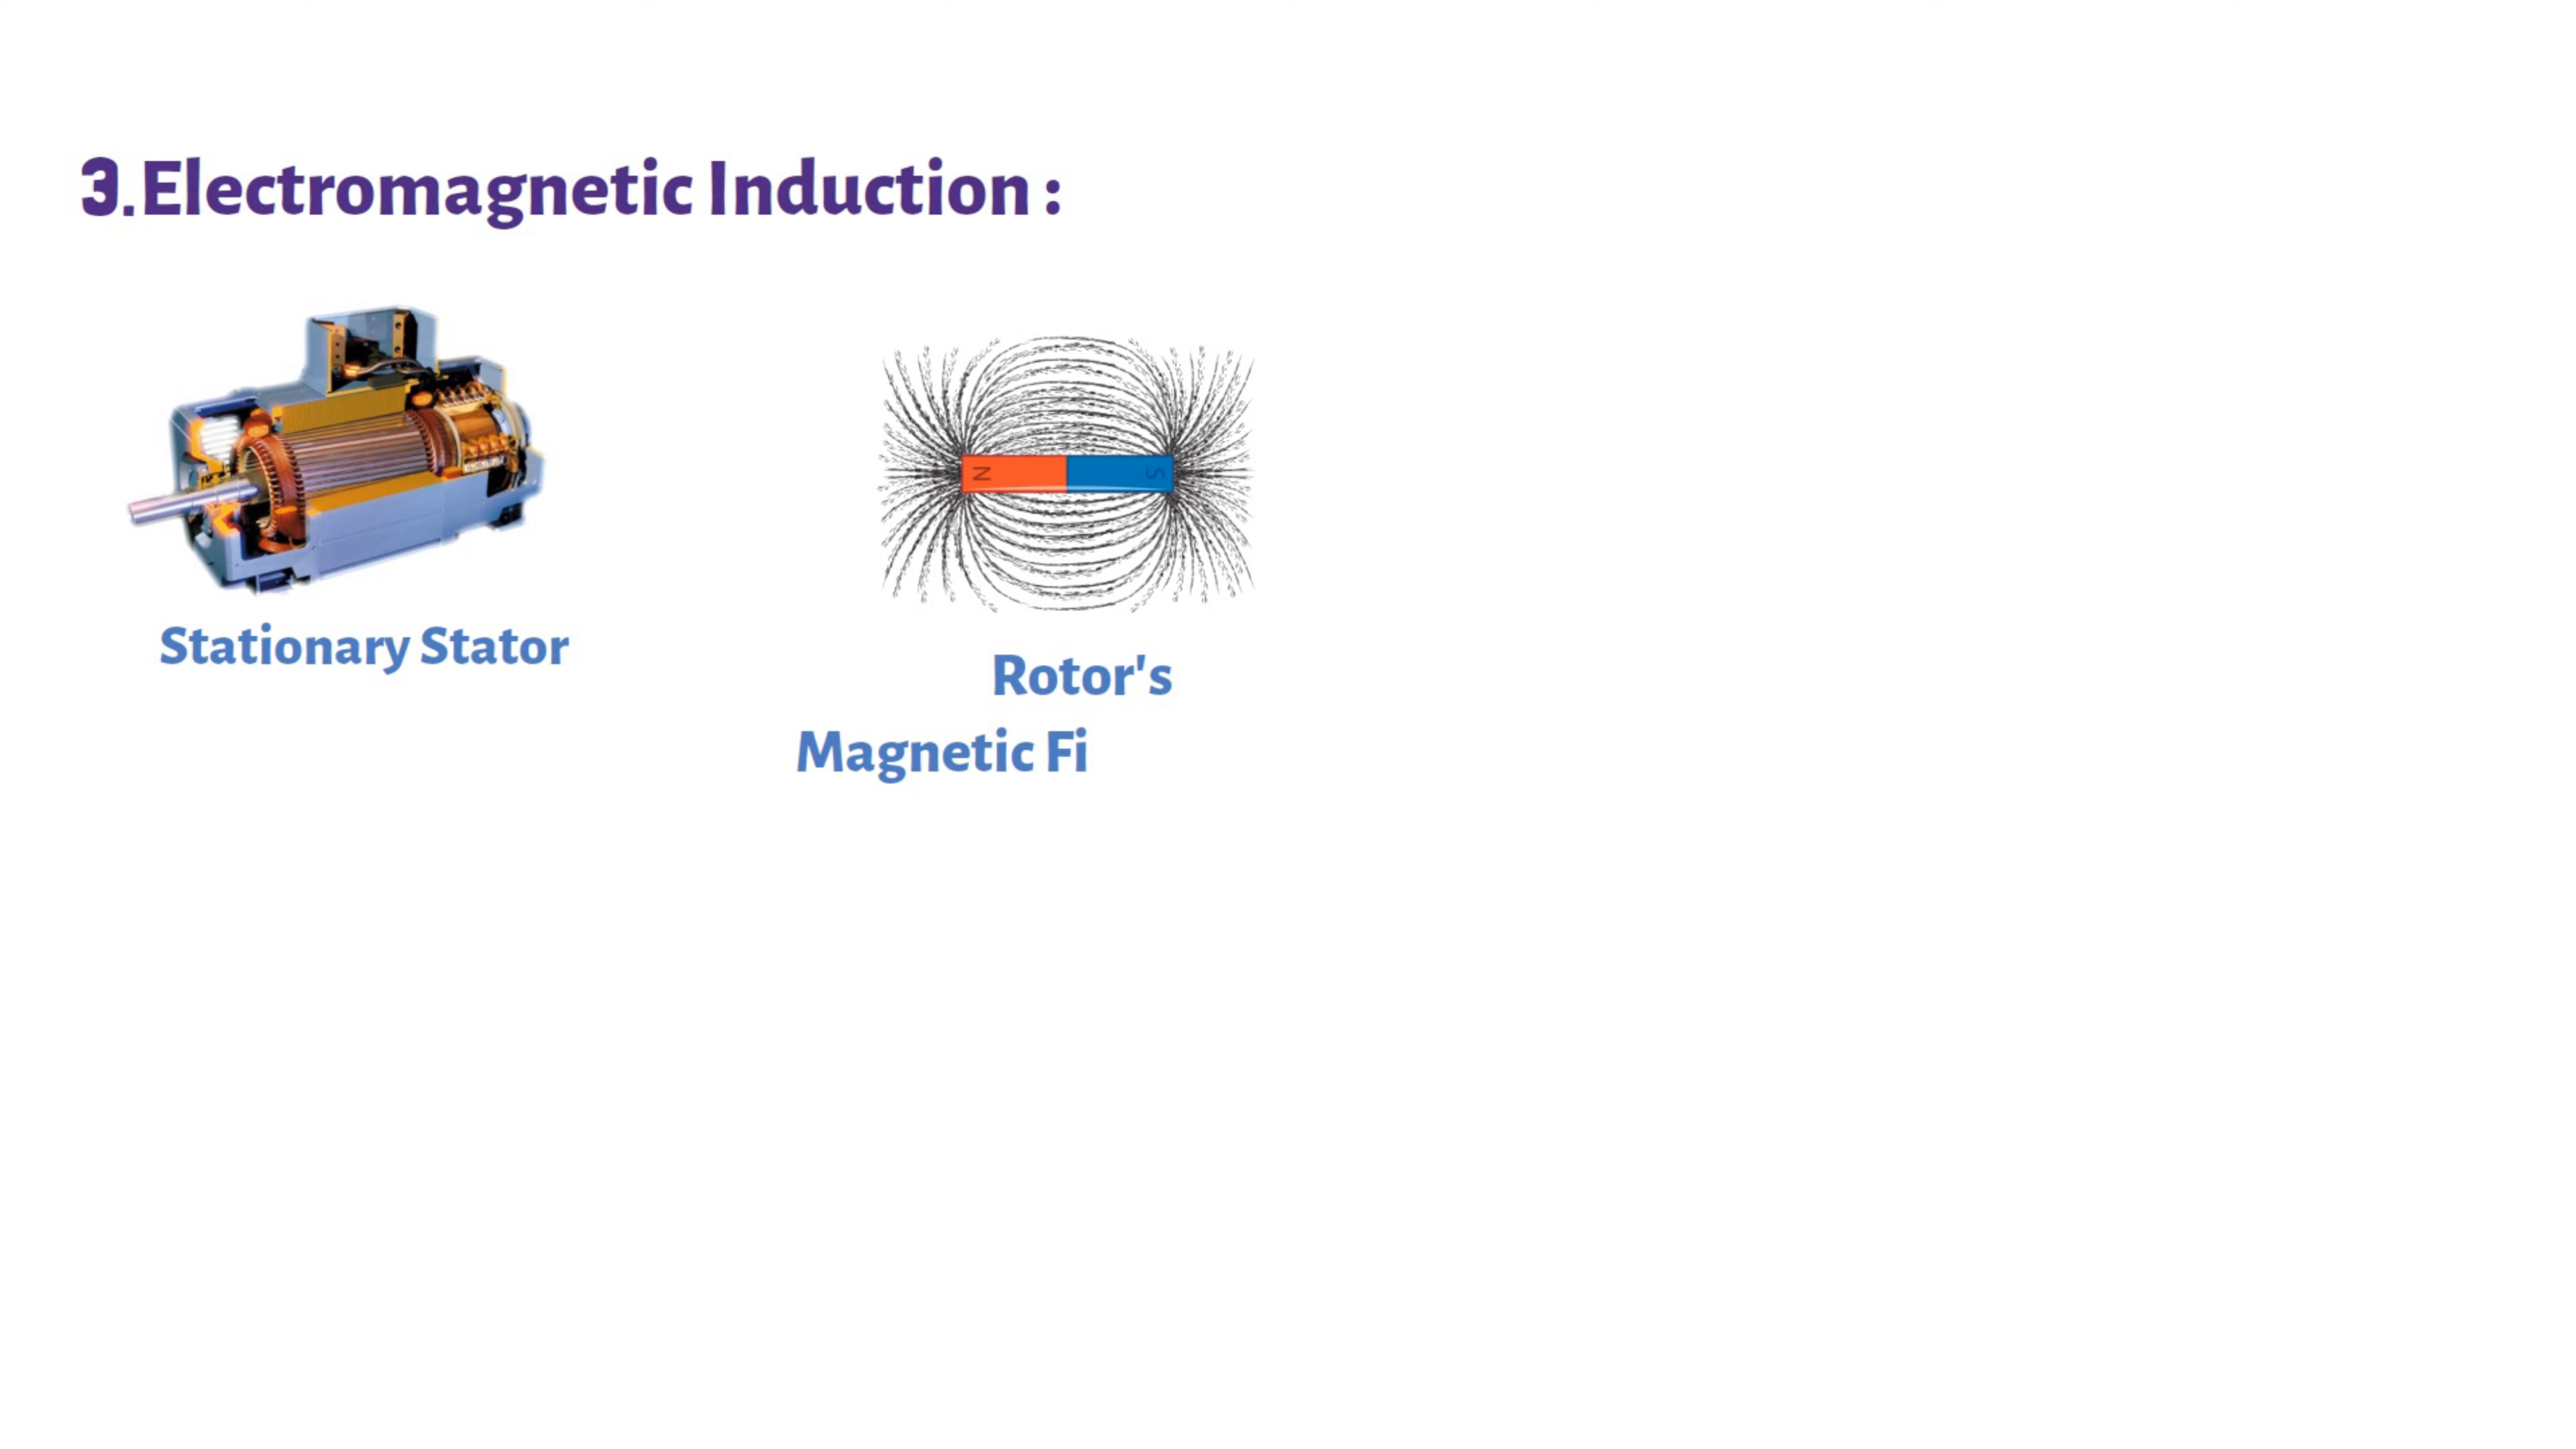 3.Electromagnetic Induction :
N
S
Stationary Stator
Rotor's
Magnetic Fi